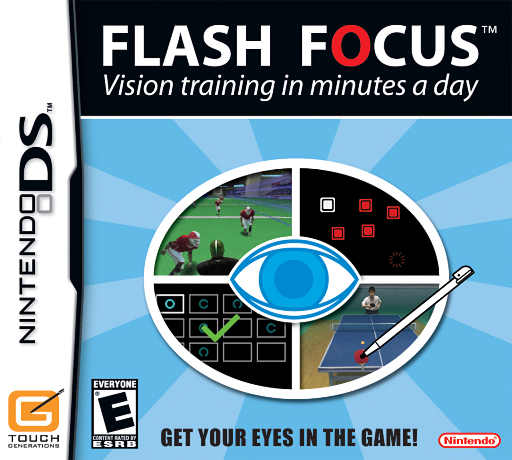 FLASH FOCUS™
Vision training in minutes a day
NINTENDO DS™
TOUCH
GENERATIONS
EVERYONE
E
CONTENT RATED BY
ESRB
GET YOUR EYES IN THE GAME!
Nintendo®